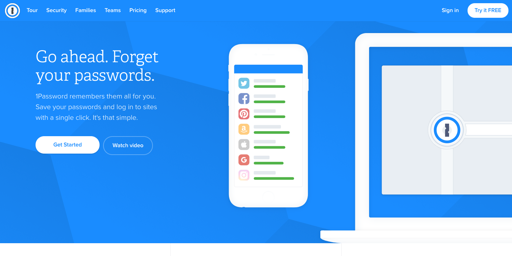 Tour Security Families Teams Pricing Support Sign in Try it FREE
Go ahead. Forget
your passwords.
1Password remembers them all for you.
Save your passwords and log in to sites
with a single click. It's that simple.
Get Started Watch video